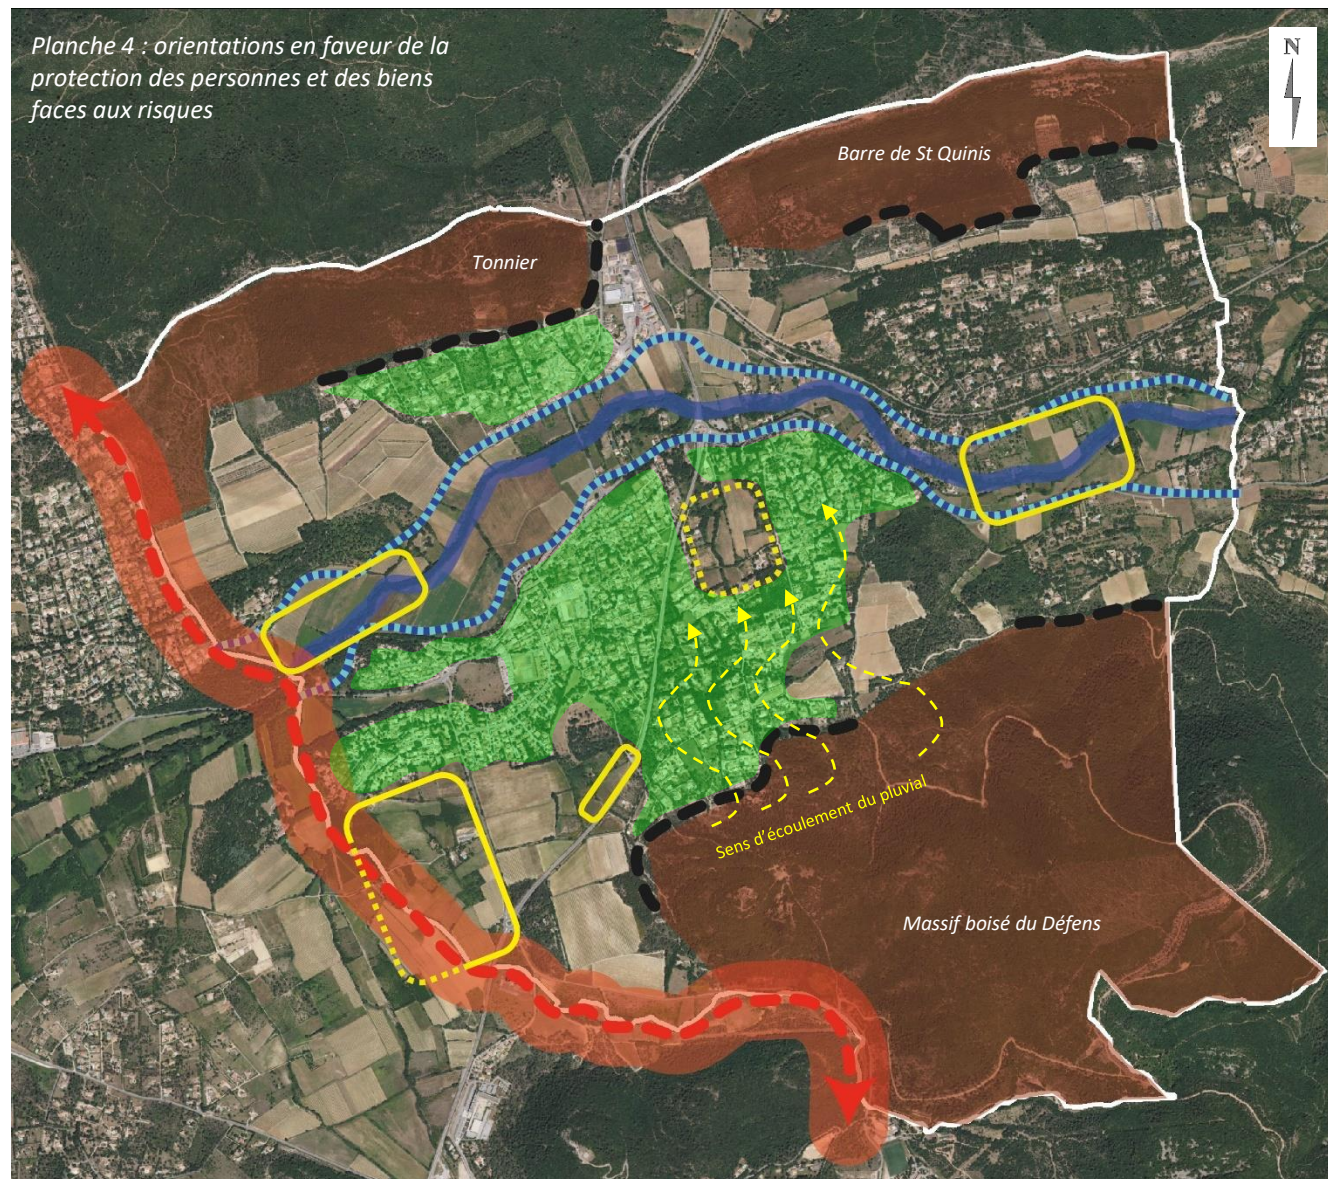 Planche 4 : orientations en faveur de la
protection des personnes et des biens
faces aux risques
N
Barre de St Quinis
Tonnier
Sens d'écoulement du pluvial
Massif boisé du Défens